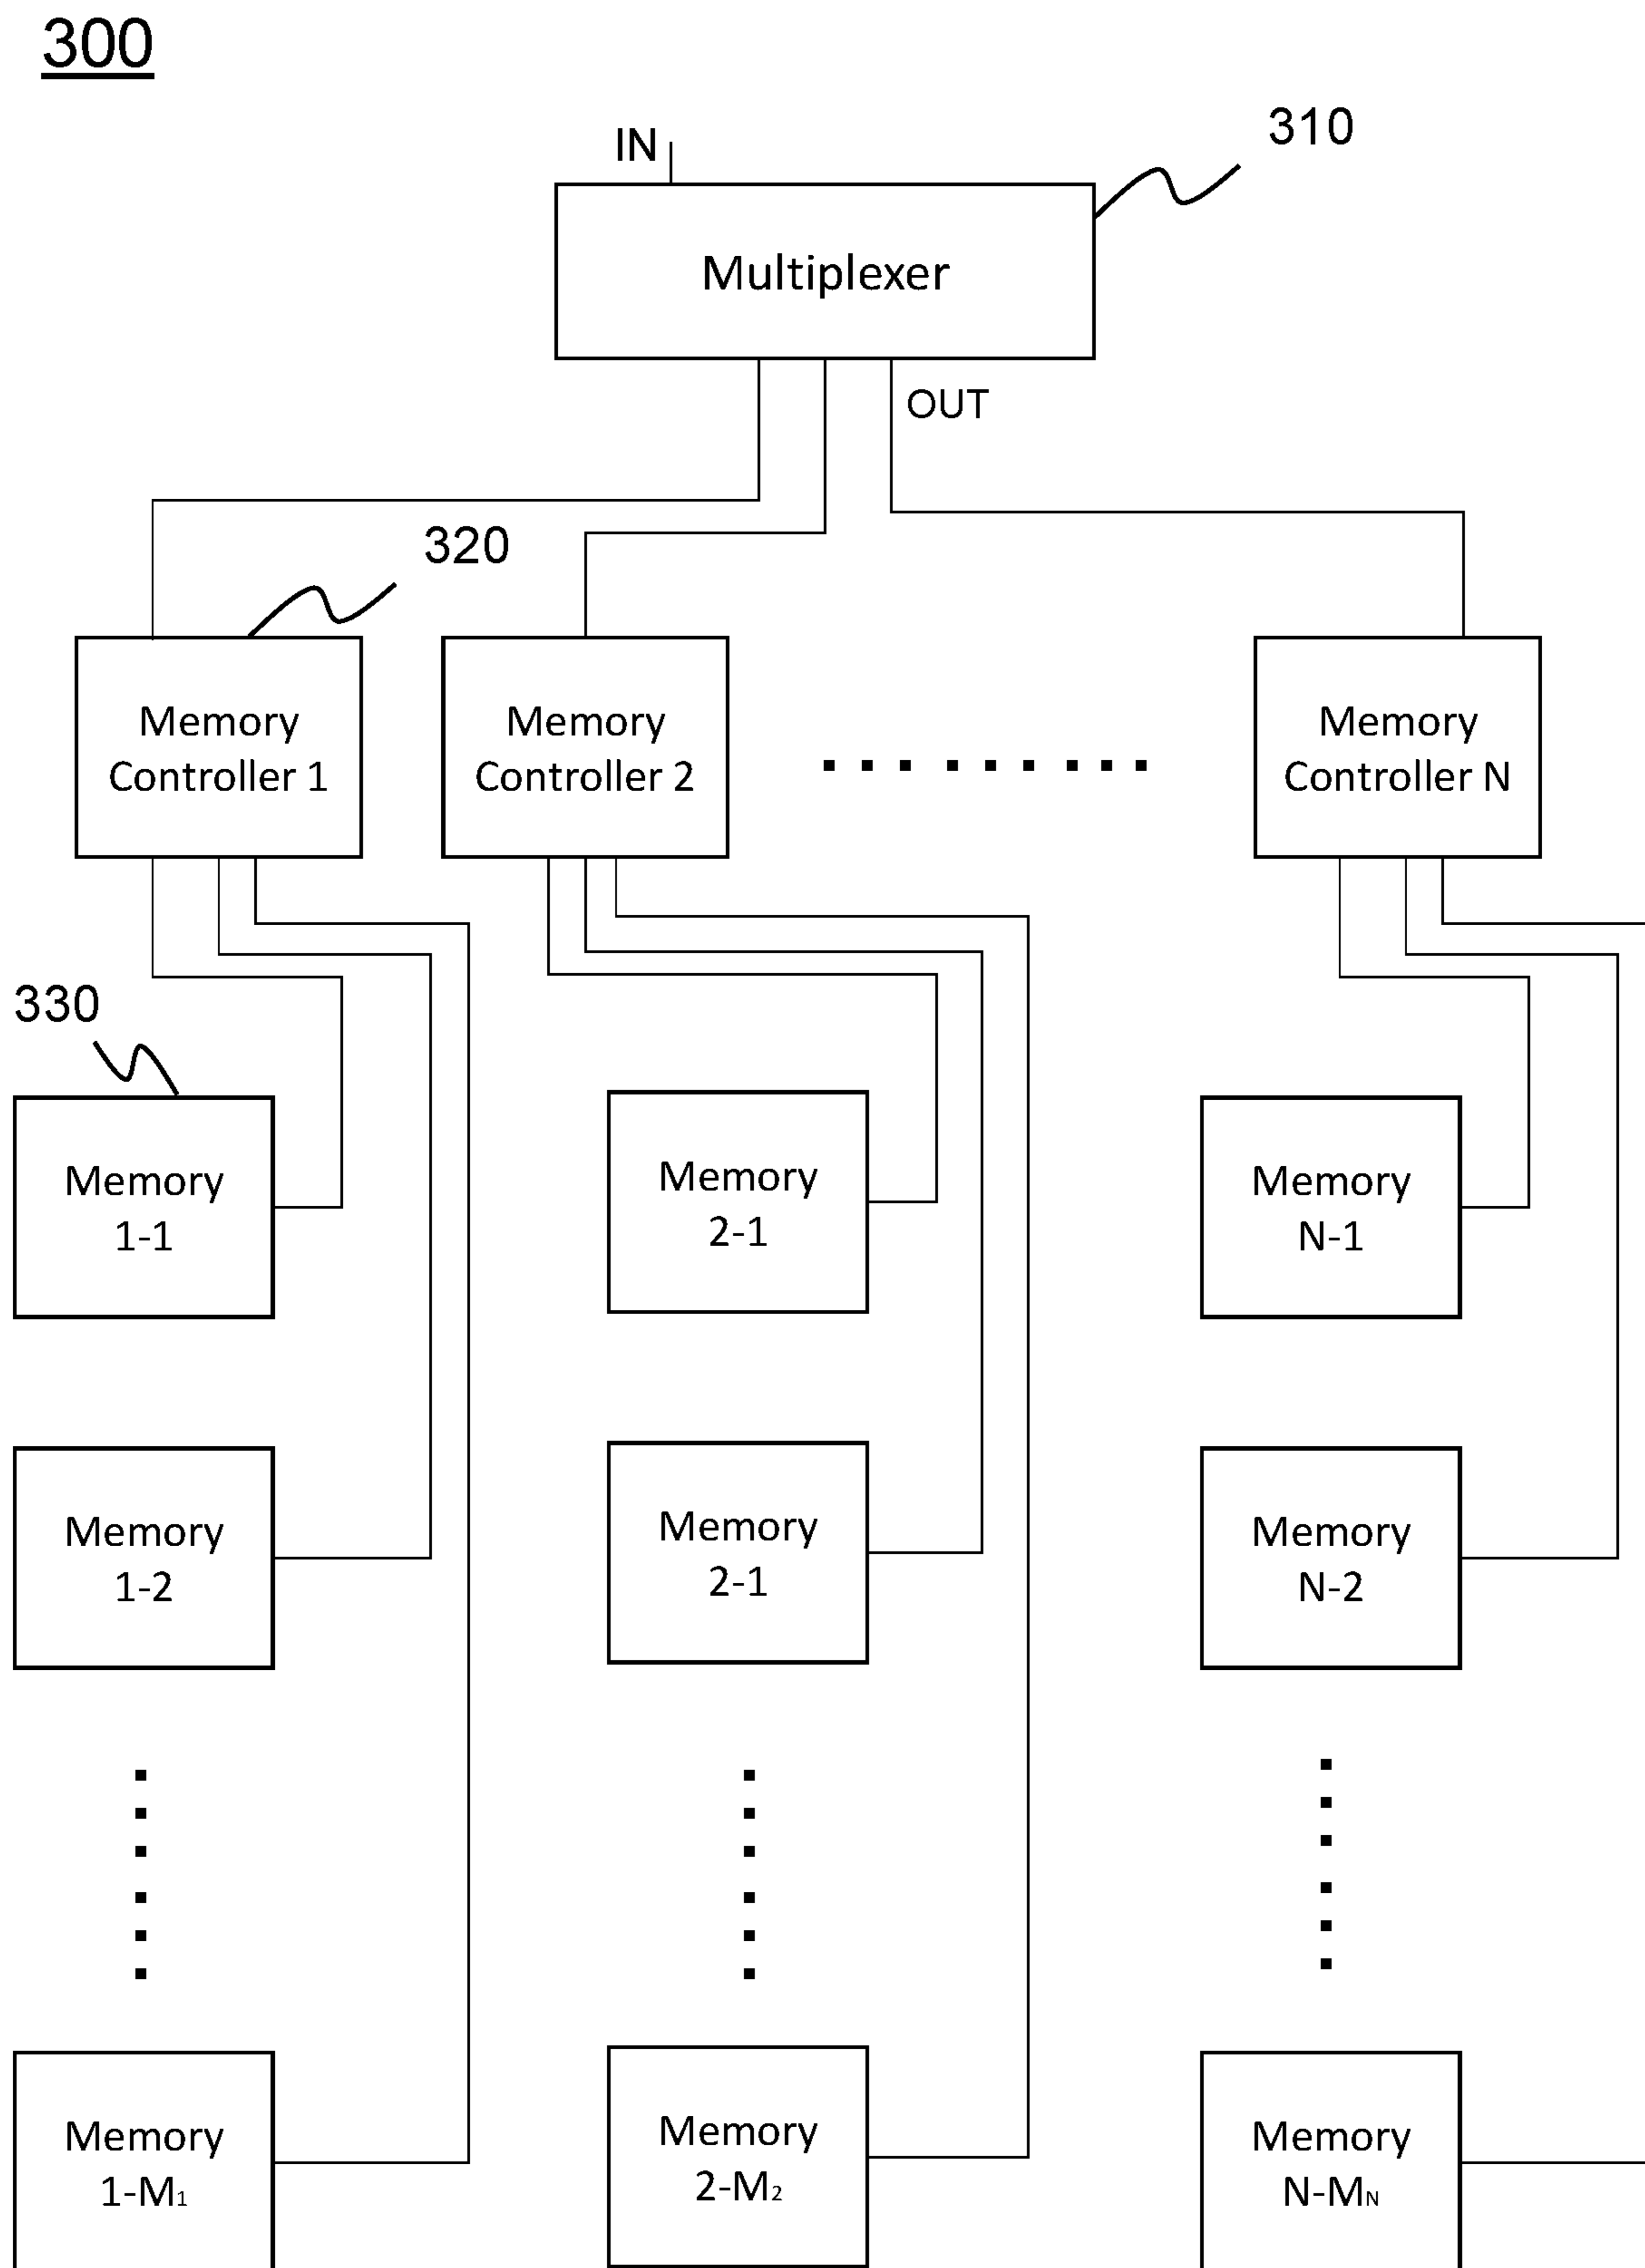 300
310
IN
Multiplexer
OUT
320
Memory
Controller 1
Memory
Controller 2
Memory
Controller N
330
Memory
1-1
Memory
2-1
Memory
N-1
Memory
1-2
Memory
2-1
Memory
N-2
Memory
1-M₁
Memory
2-M₂
Memory
N-Mɴ